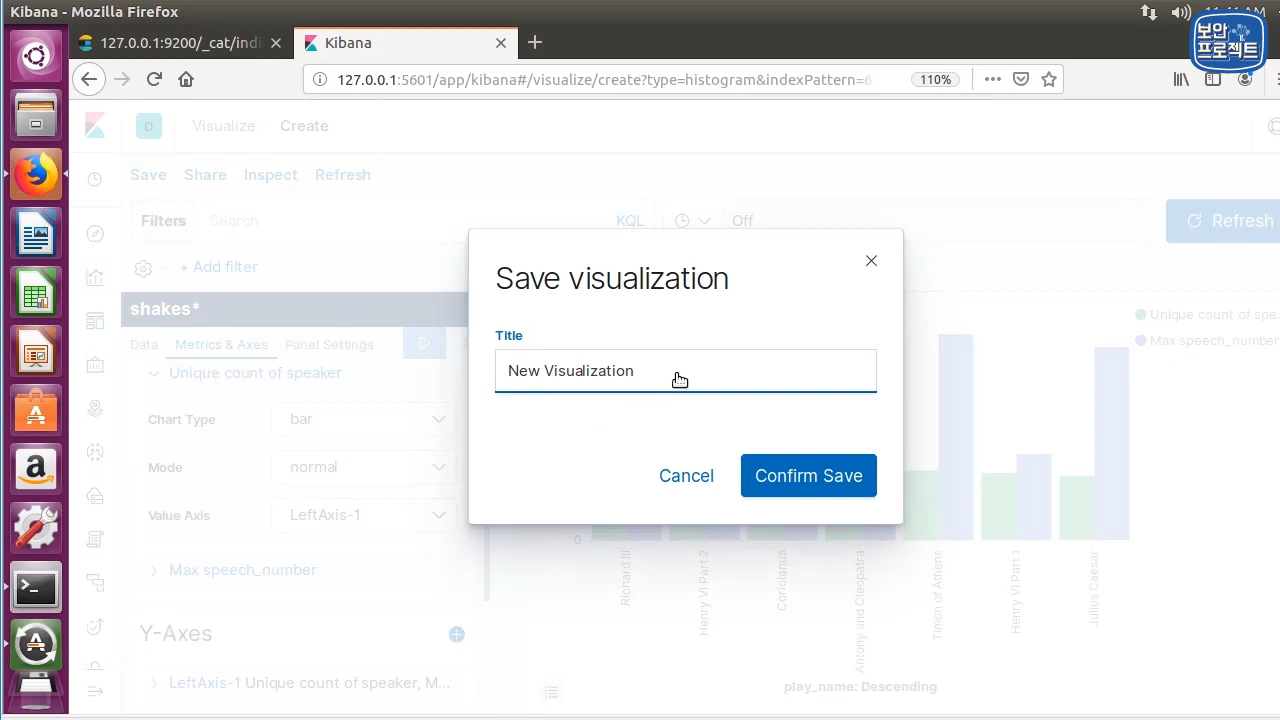 Kibana - Mozilla Firefox
보안
프로젝트
127.0.0.1:9200/_cat/indi
Kibana
127.0.0.1:5601/app/kibana#/visualize/create?type=histogram&indexPattern=6
110%
D
Visualize
Create
Save
Share
Inspect
Refresh
Filters
Search
KQL
Off
Refresh
+ Add filter
shakes*
Data
Metrics & Axes
Panel Settings
Unique count of speaker
Chart Type
bar
Mode
normal
Value Axis
LeftAxis-1
Max speech_number
Y-Axes
LeftAxis-1 Unique count of speaker, M...
Save visualization
Title
New Visualization
Cancel
Confirm Save
Unique count of spe...
Max speech_number
0
Richard III
Henry VI Part 2
Coriolanus
Antony and Cleopatra
Timon of Athens
Henry VI Part 1
Julius Caesar
play_name: Descending